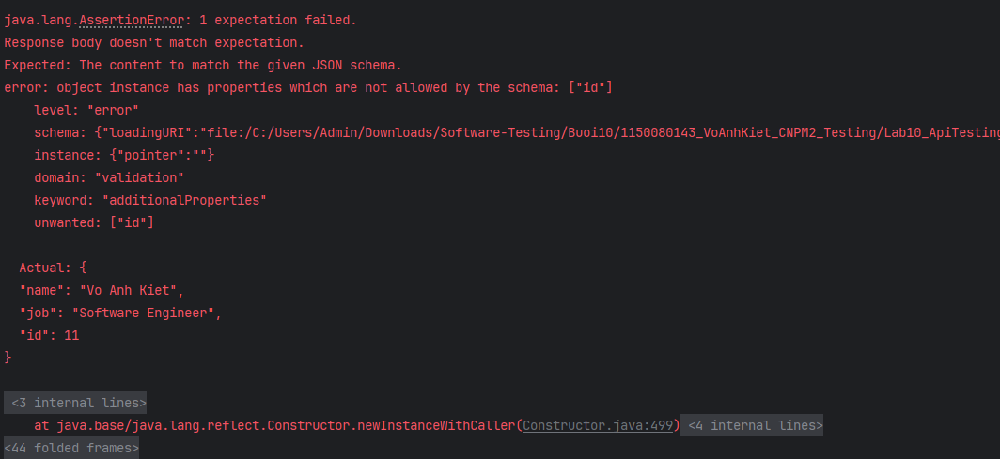 java.lang.AssertionError: 1 expectation failed.
Response body doesn't match expectation.
Expected: The content to match the given JSON schema.
error: object instance has properties which are not allowed by the schema: ["id"]
    level: "error"
    schema: {"loadingURI":"file:/C:/Users/Admin/Downloads/Software-Testing/Buoi10/1150080143_VoAnhKiet_CNPM2_Testing/Lab10_ApiTesting
    instance: {"pointer":""}
    domain: "validation"
    keyword: "additionalProperties"
    unwanted: ["id"]
  Actual: {
  "name": "Vo Anh Kiet",
  "job": "Software Engineer",
  "id": 11
}
 <3 internal lines>
    at java.base/java.lang.reflect.Constructor.newInstanceWithCaller(Constructor.java:499) <4 internal lines>
<44 folded frames>